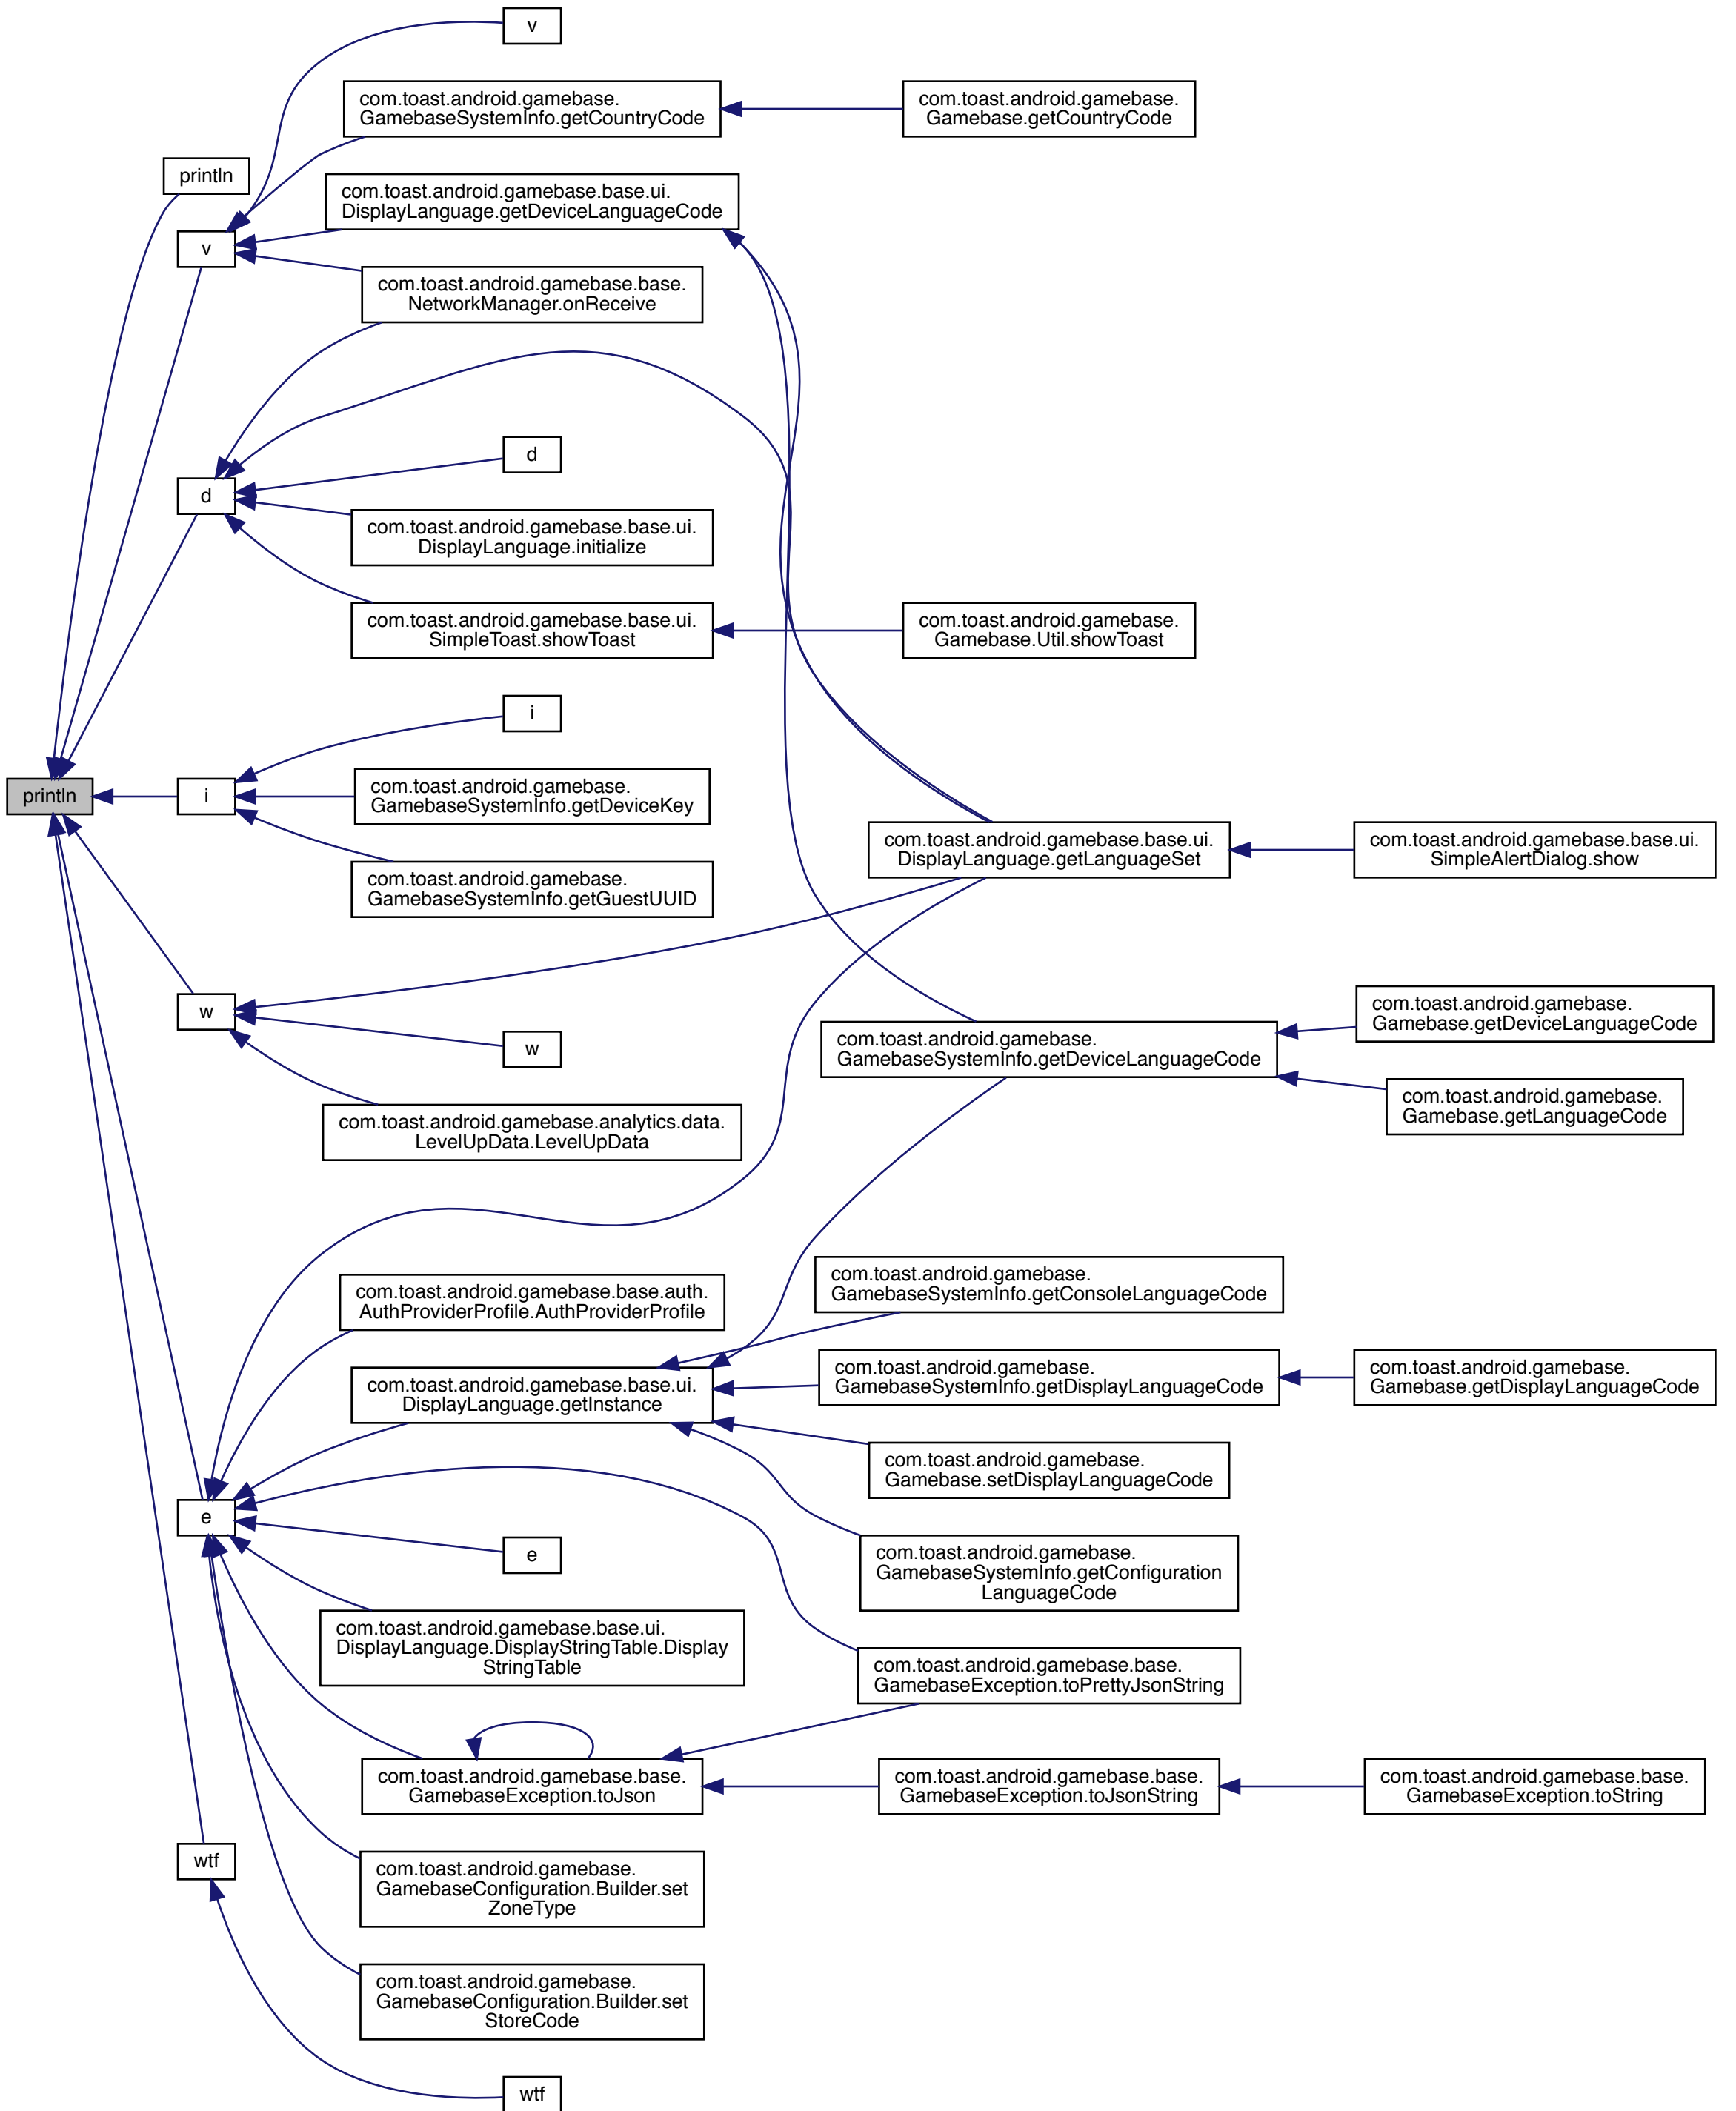 v
com.toast.android.gamebase.
GamebaseSystemInfo.getCountryCode
com.toast.android.gamebase.
Gamebase.getCountryCode
println
com.toast.android.gamebase.base.ui.
DisplayLanguage.getDeviceLanguageCode
v
com.toast.android.gamebase.base.
NetworkManager.onReceive
d
d
com.toast.android.gamebase.base.ui.
DisplayLanguage.initialize
com.toast.android.gamebase.base.ui.
SimpleToast.showToast
com.toast.android.gamebase.
Gamebase.Util.showToast
i
println
i
com.toast.android.gamebase.
GamebaseSystemInfo.getDeviceKey
com.toast.android.gamebase.base.ui.
DisplayLanguage.getLanguageSet
com.toast.android.gamebase.base.ui.
SimpleAlertDialog.show
com.toast.android.gamebase.
GamebaseSystemInfo.getGuestUUID
w
w
com.toast.android.gamebase.
GamebaseSystemInfo.getDeviceLanguageCode
com.toast.android.gamebase.
Gamebase.getDeviceLanguageCode
com.toast.android.gamebase.
Gamebase.getLanguageCode
com.toast.android.gamebase.analytics.data.
LevelUpData.LevelUpData
com.toast.android.gamebase.
GamebaseSystemInfo.getConsoleLanguageCode
com.toast.android.gamebase.base.auth.
AuthProviderProfile.AuthProviderProfile
com.toast.android.gamebase.base.ui.
DisplayLanguage.getInstance
com.toast.android.gamebase.
GamebaseSystemInfo.getDisplayLanguageCode
com.toast.android.gamebase.
Gamebase.getDisplayLanguageCode
com.toast.android.gamebase.
Gamebase.setDisplayLanguageCode
e
e
com.toast.android.gamebase.
GamebaseSystemInfo.getConfiguration
LanguageCode
com.toast.android.gamebase.base.ui.
DisplayLanguage.DisplayStringTable.Display
StringTable
com.toast.android.gamebase.base.
GamebaseException.toPrettyJsonString
com.toast.android.gamebase.base.
GamebaseException.toJson
com.toast.android.gamebase.base.
GamebaseException.toJsonString
com.toast.android.gamebase.base.
GamebaseException.toString
wtf
com.toast.android.gamebase.
GamebaseConfiguration.Builder.set
ZoneType
com.toast.android.gamebase.
GamebaseConfiguration.Builder.set
StoreCode
wtf